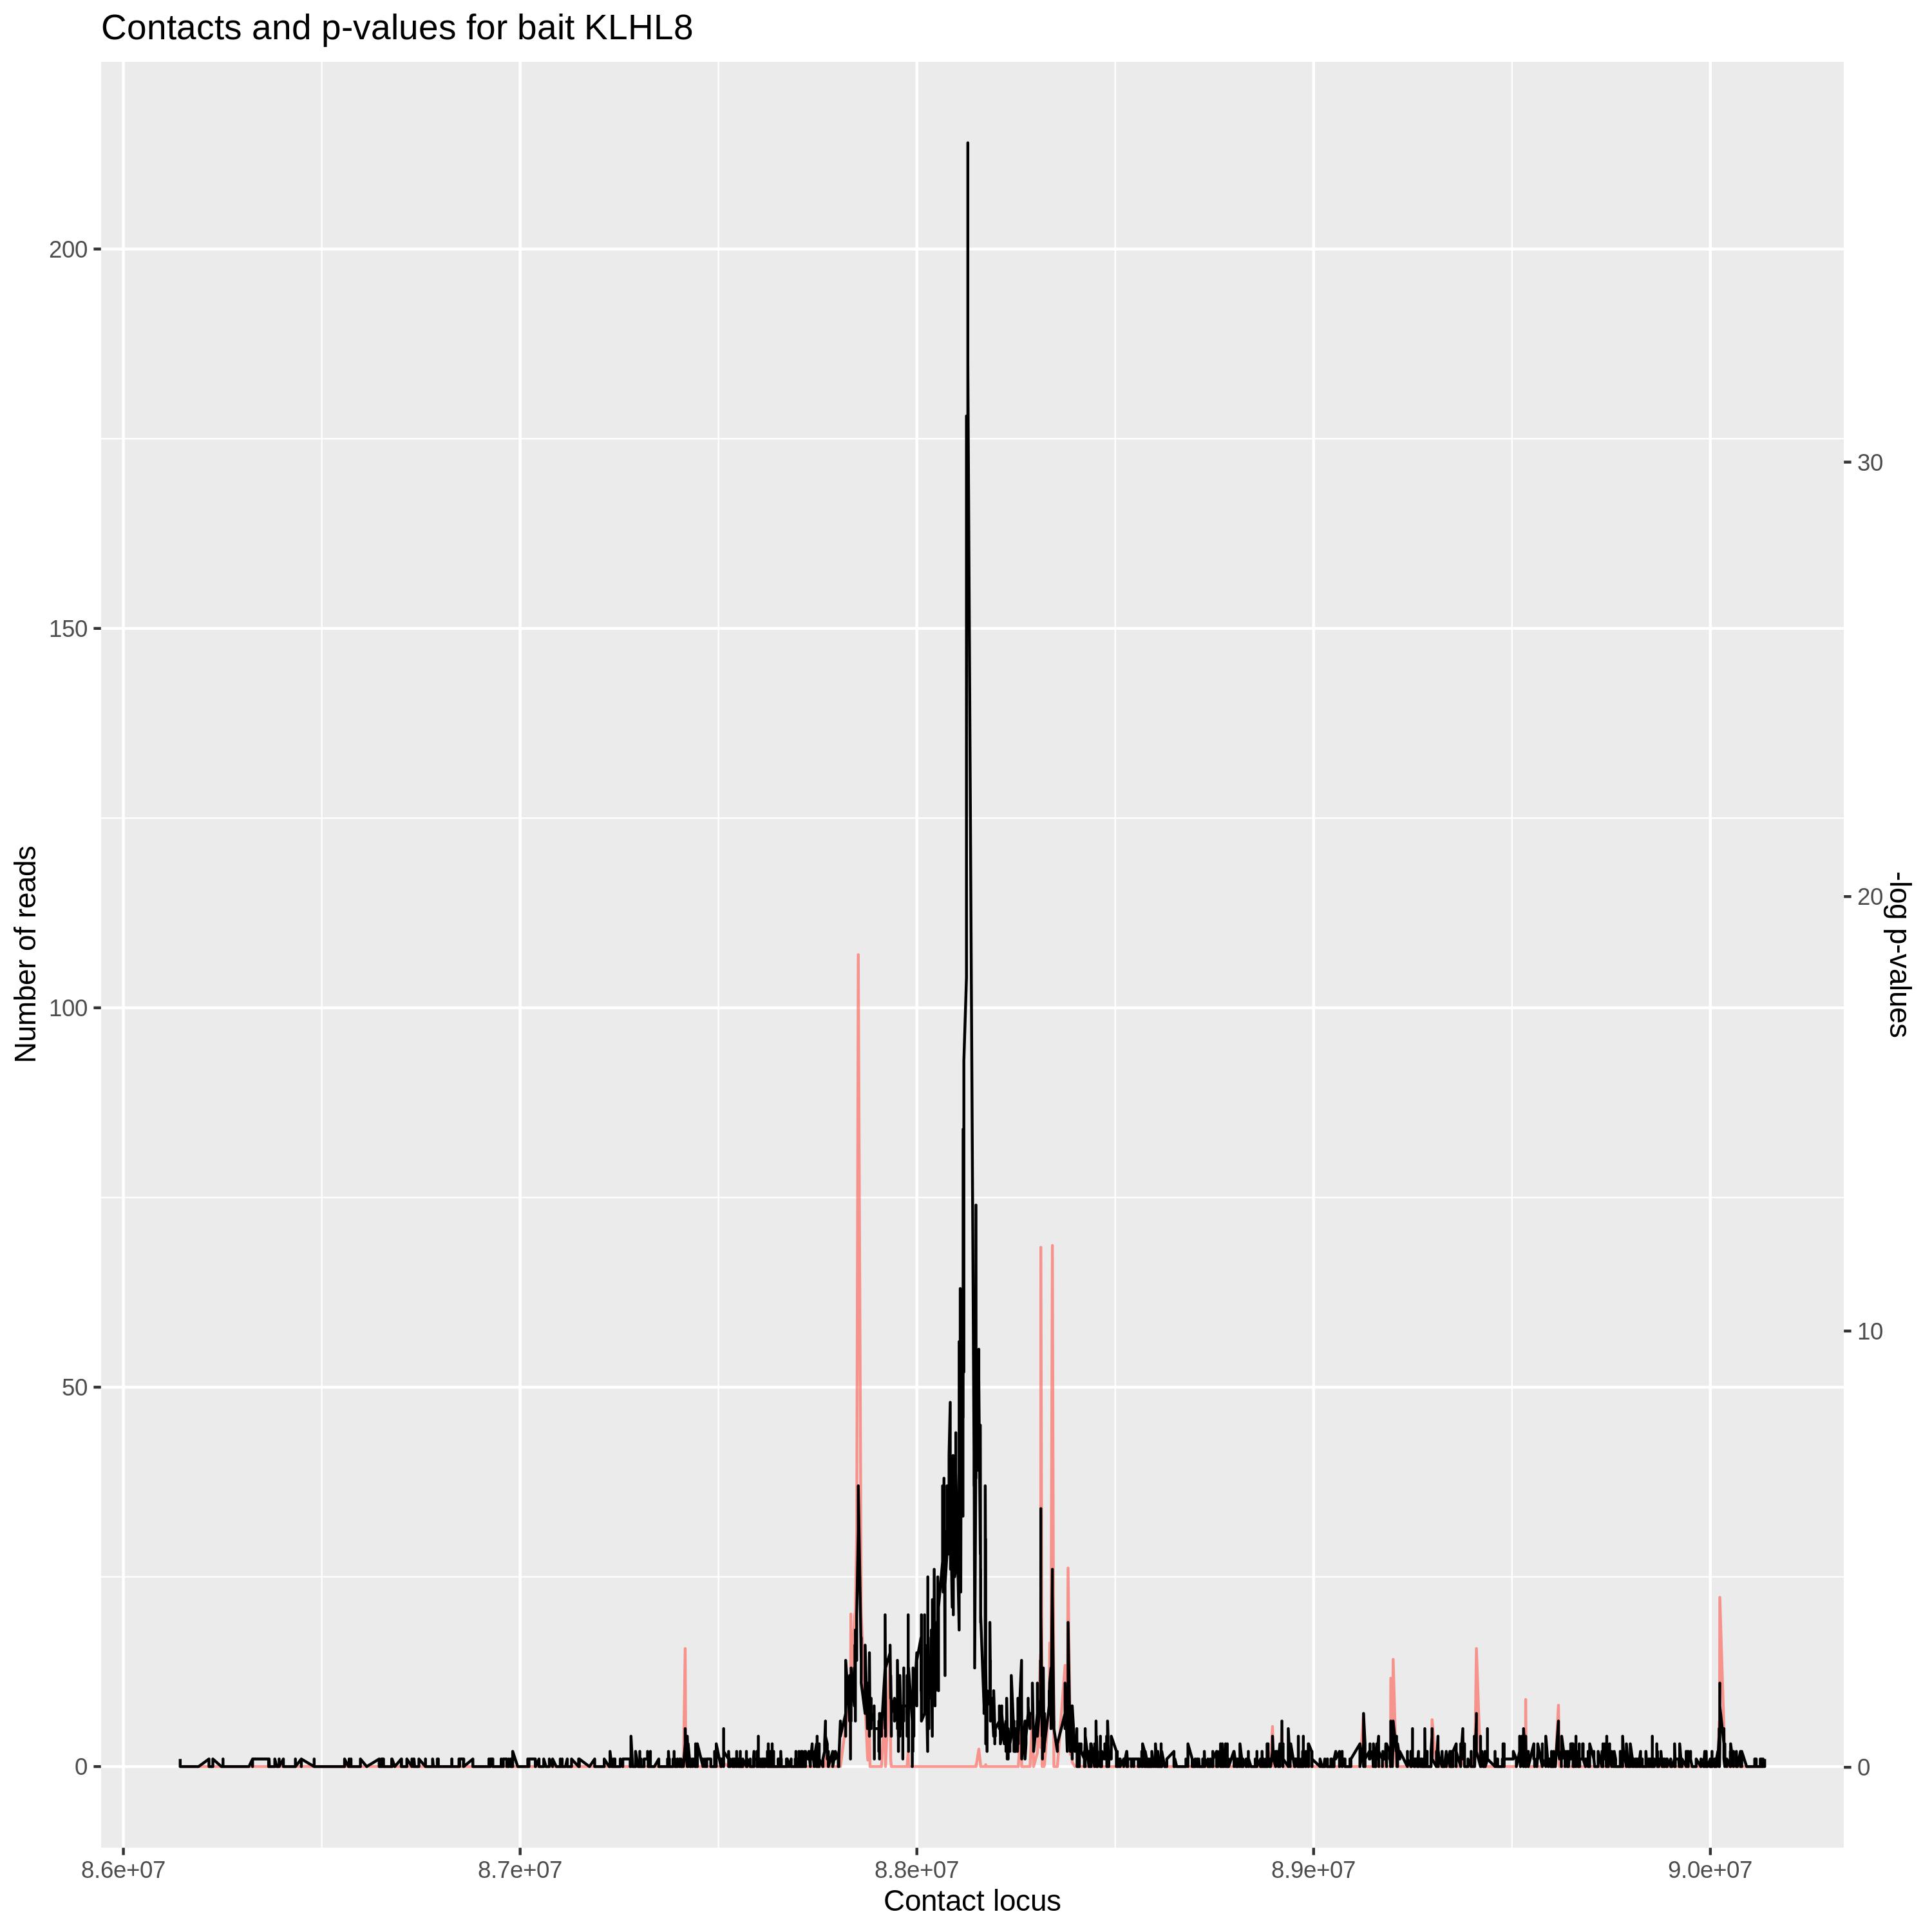 Contacts and p-values for bait KLHL8
Number of reads
200
150
100
50
0
30
20
10
0
-log p-values
8.6e+07 8.7e+07 8.8e+07 8.9e+07 9.0e+07
Contact locus